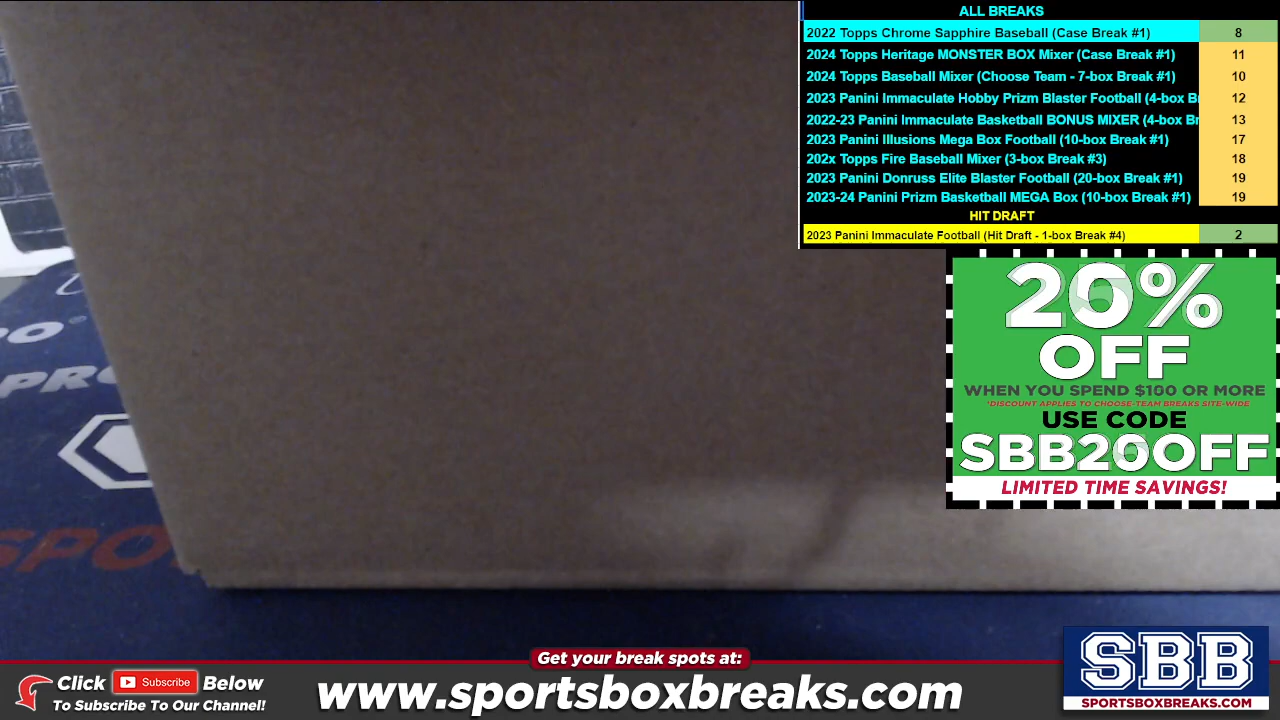 ALL BREAKS
2022 Topps Chrome Sapphire Baseball (Case Break #1) 8
2024 Topps Heritage MONSTER BOX Mixer (Case Break #1) 11
2024 Topps Baseball Mixer (Choose Team - 7-box Break #1) 10
2023 Panini Immaculate Hobby Prizm Blaster Football (4-box B 12
2022-23 Panini Immaculate Basketball BONUS MIXER (4-box Br 13
2023 Panini Illusions Mega Box Football (10-box Break #1) 17
202x Topps Fire Baseball Mixer (3-box Break #3) 18
2023 Panini Donruss Elite Blaster Football (20-box Break #1) 19
2023-24 Panini Prizm Basketball MEGA Box (10-box Break #1) 19
HIT DRAFT
2023 Panini Immaculate Football (Hit Draft - 1-box Break #4) 2
20%
OFF
WHEN YOU SPEND $100 OR MORE
*DISCOUNT APPLIES TO CHOOSE-TEAM BREAKS SITE-WIDE
USE CODE
SBB20OFF
LIMITED TIME SAVINGS!
PRO
SPO
Get your break spots at:
Click Subscribe Below
To Subscribe To Our Channel!
www.sportsboxbreaks.com
SBB
SPORTSBOXBREAKS.COM